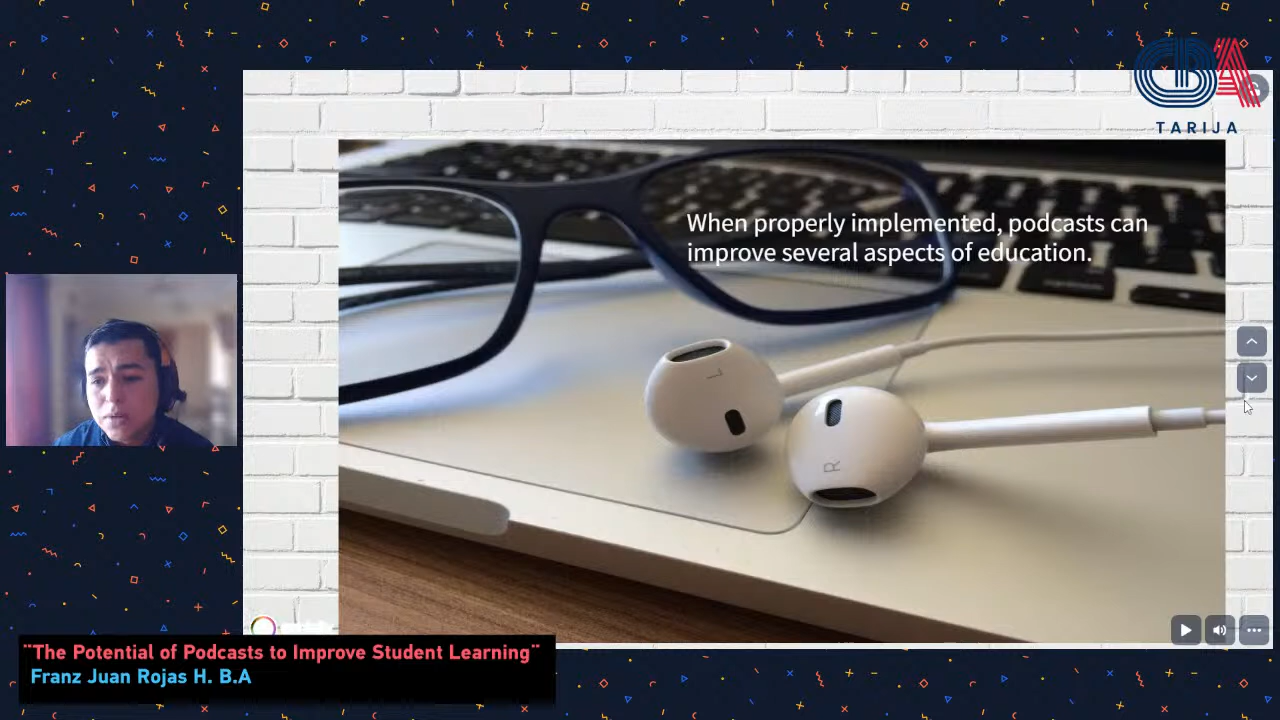 CBA
TARIJA
When properly implemented, podcasts can
improve several aspects of education.
L
R
"The Potential of Podcasts to Improve Student Learning"
Franz Juan Rojas H. B.A